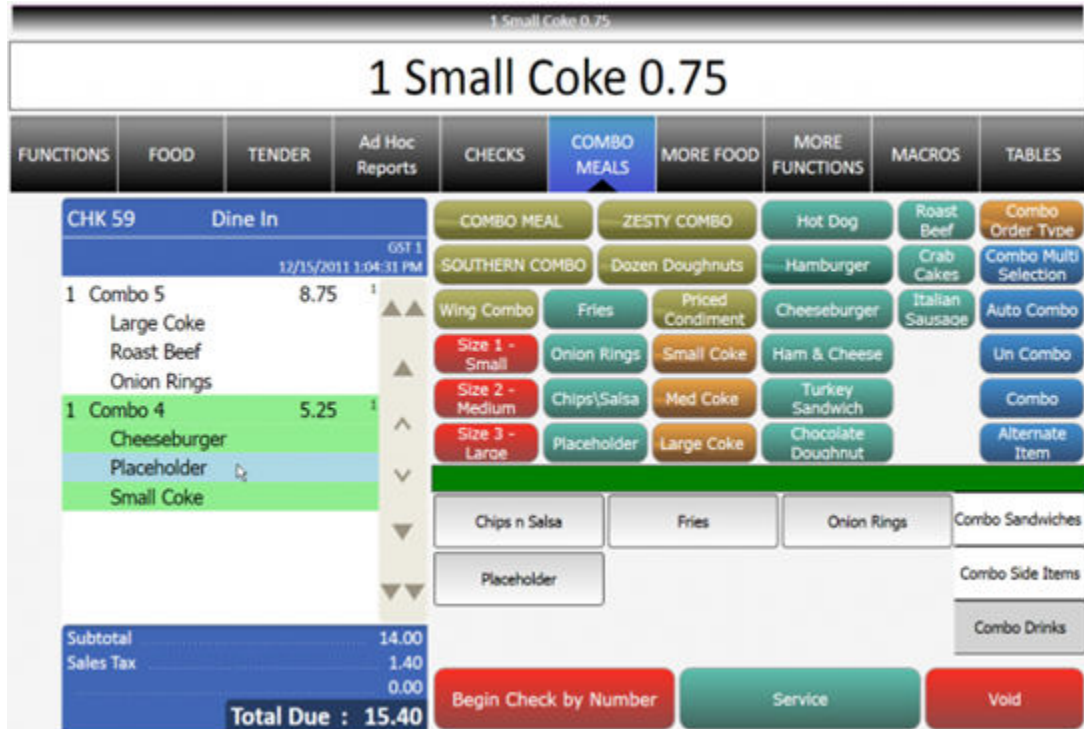 1 Small Coke 0.75
1 Small Coke 0.75
FUNCTIONS
FOOD
TENDER
Ad Hoc
Reports
CHECKS
COMBO
MEALS
MORE FOOD
MORE
FUNCTIONS
MACROS
TABLES
CHK 59 Dine In
GST 1
12/15/2011 1:04:31 PM
1 Combo 5 8.75 1
Large Coke
Roast Beef
Onion Rings
1 Combo 4 5.25 1
Cheeseburger
Placeholder
Small Coke
Subtotal 14.00
Sales Tax 1.40
0.00
Total Due : 15.40
COMBO MEAL
ZESTY COMBO
Hot Dog
Roast
Beef
Combo
Order Type
SOUTHERN COMBO
Dozen Doughnuts
Hamburger
Crab
Cakes
Combo Multi
Selection
Wing Combo
Fries
Priced
Condiment
Cheeseburger
Italian
Sausage
Auto Combo
Size 1 -
Small
Onion Rings
Small Coke
Ham & Cheese
Un Combo
Size 2 -
Medium
Chips\Salsa
Med Coke
Turkey
Sandwich
Combo
Size 3 -
Large
Placeholder
Large Coke
Chocolate
Doughnut
Alternate
Item
Chips n Salsa
Fries
Onion Rings
Combo Sandwiches
Placeholder
Combo Side Items
Combo Drinks
Begin Check by Number
Service
Void